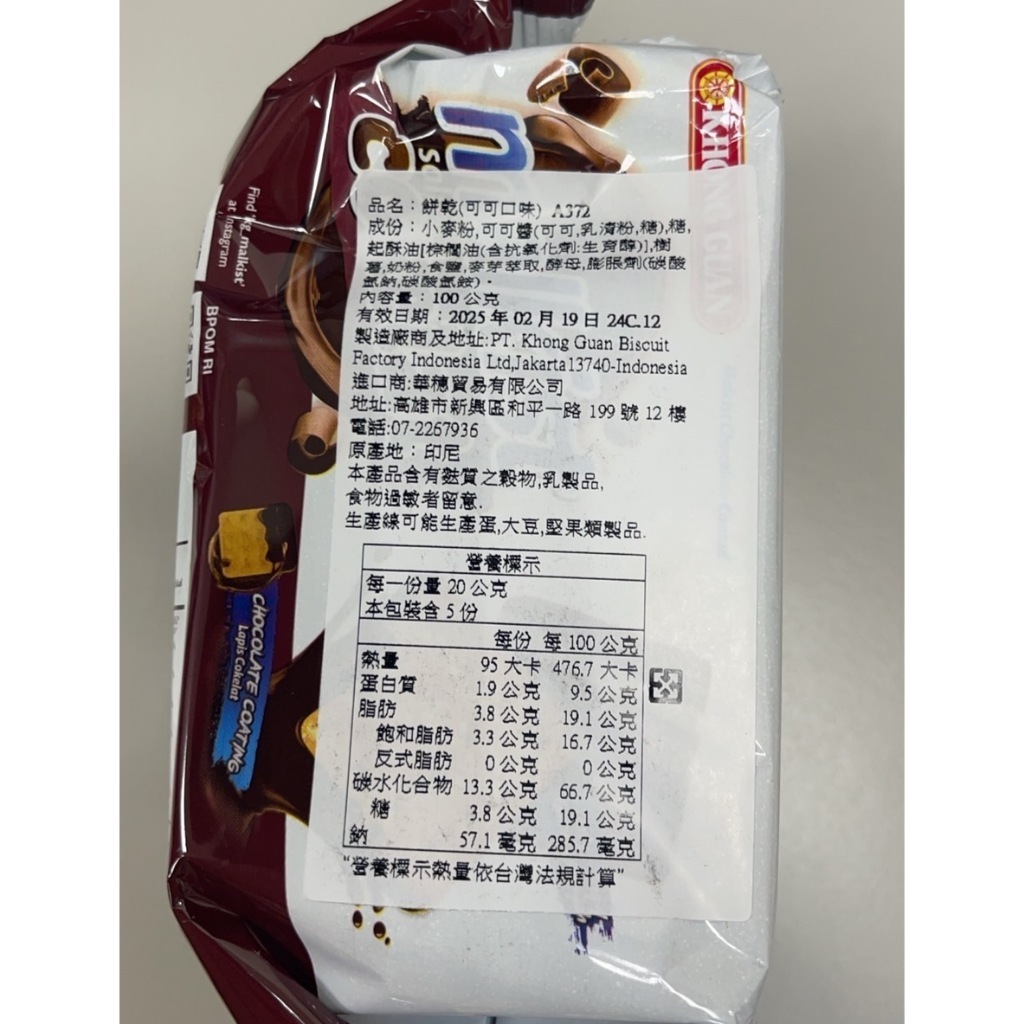 KHONG GUAN
Find 'kg_malkist'
at Instagram
BPOM RI
CHOCOLATE COATING
Lapis Cokelat
品名：餅乾(可可口味) A372
成份：小麥粉,可可醬(可可,乳清粉,糖),糖,
起酥油[棕櫚油(含抗氧化劑:生育醇)],樹
薯,奶粉,食鹽,麥芽萃取,酵母,膨脹劑(碳酸
氫鈉,碳酸氫銨)。
內容量：100 公克
有效日期：2025 年 02 月 19 日 24C.12
製造廠商及地址:PT. Khong Guan Biscuit
Factory Indonesia Ltd,Jakarta13740-Indonesia
進口商:華穗貿易有限公司
地址:高雄市新興區和平一路 199 號 12 樓
電話:07-2267936
原產地：印尼
本產品含有麩質之穀物,乳製品,
食物過敏者留意.
生產線可能生產蛋,大豆,堅果類製品.
營養標示
每一份量 20 公克
本包裝含 5 份
每份 每 100 公克
熱量 95 大卡 476.7 大卡
蛋白質 1.9 公克 9.5 公克
脂肪 3.8 公克 19.1 公克
飽和脂肪 3.3 公克 16.7 公克
反式脂肪 0 公克 0 公克
碳水化合物 13.3 公克 66.7 公克
糖 3.8 公克 19.1 公克
鈉 57.1 毫克 285.7 毫克
"營養標示熱量依台灣法規計算"